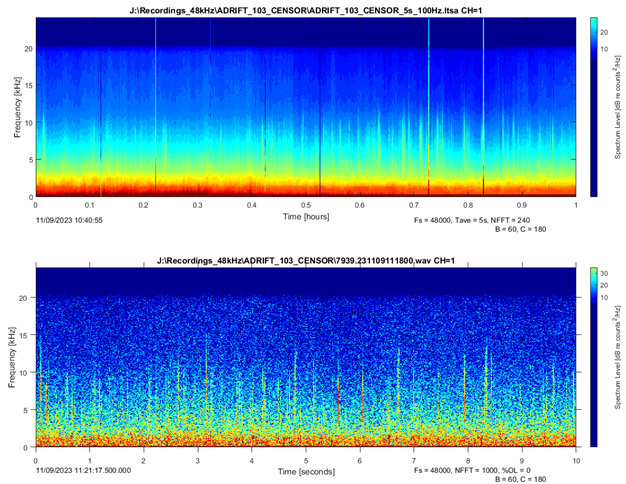 J:\Recordings_48kHz\ADRIFT_103_CENSOR\ADRIFT_103_CENSOR_5s_100Hz.ltsa CH=1
20
15
10
5
0
Frequency [kHz]
0 0.1 0.2 0.3 0.4 0.5 0.6 0.7 0.8 0.9 1
Time [hours]
11/09/2023 10:40:55
Fs = 48000, Tave = 5s, NFFT = 240
B = 60, C = 180
20
10
Spectrum Level [dB re counts²/Hz]
J:\Recordings_48kHz\ADRIFT_103_CENSOR\7939.231109111800.wav CH=1
20
15
10
5
0
Frequency [kHz]
0 1 2 3 4 5 6 7 8 9 10
Time [seconds]
11/09/2023 11:21:17.500.000
Fs = 48000, NFFT = 1000, %OL = 0
B = 60, C = 180
30
20
10
Spectrum Level [dB re counts²/Hz]